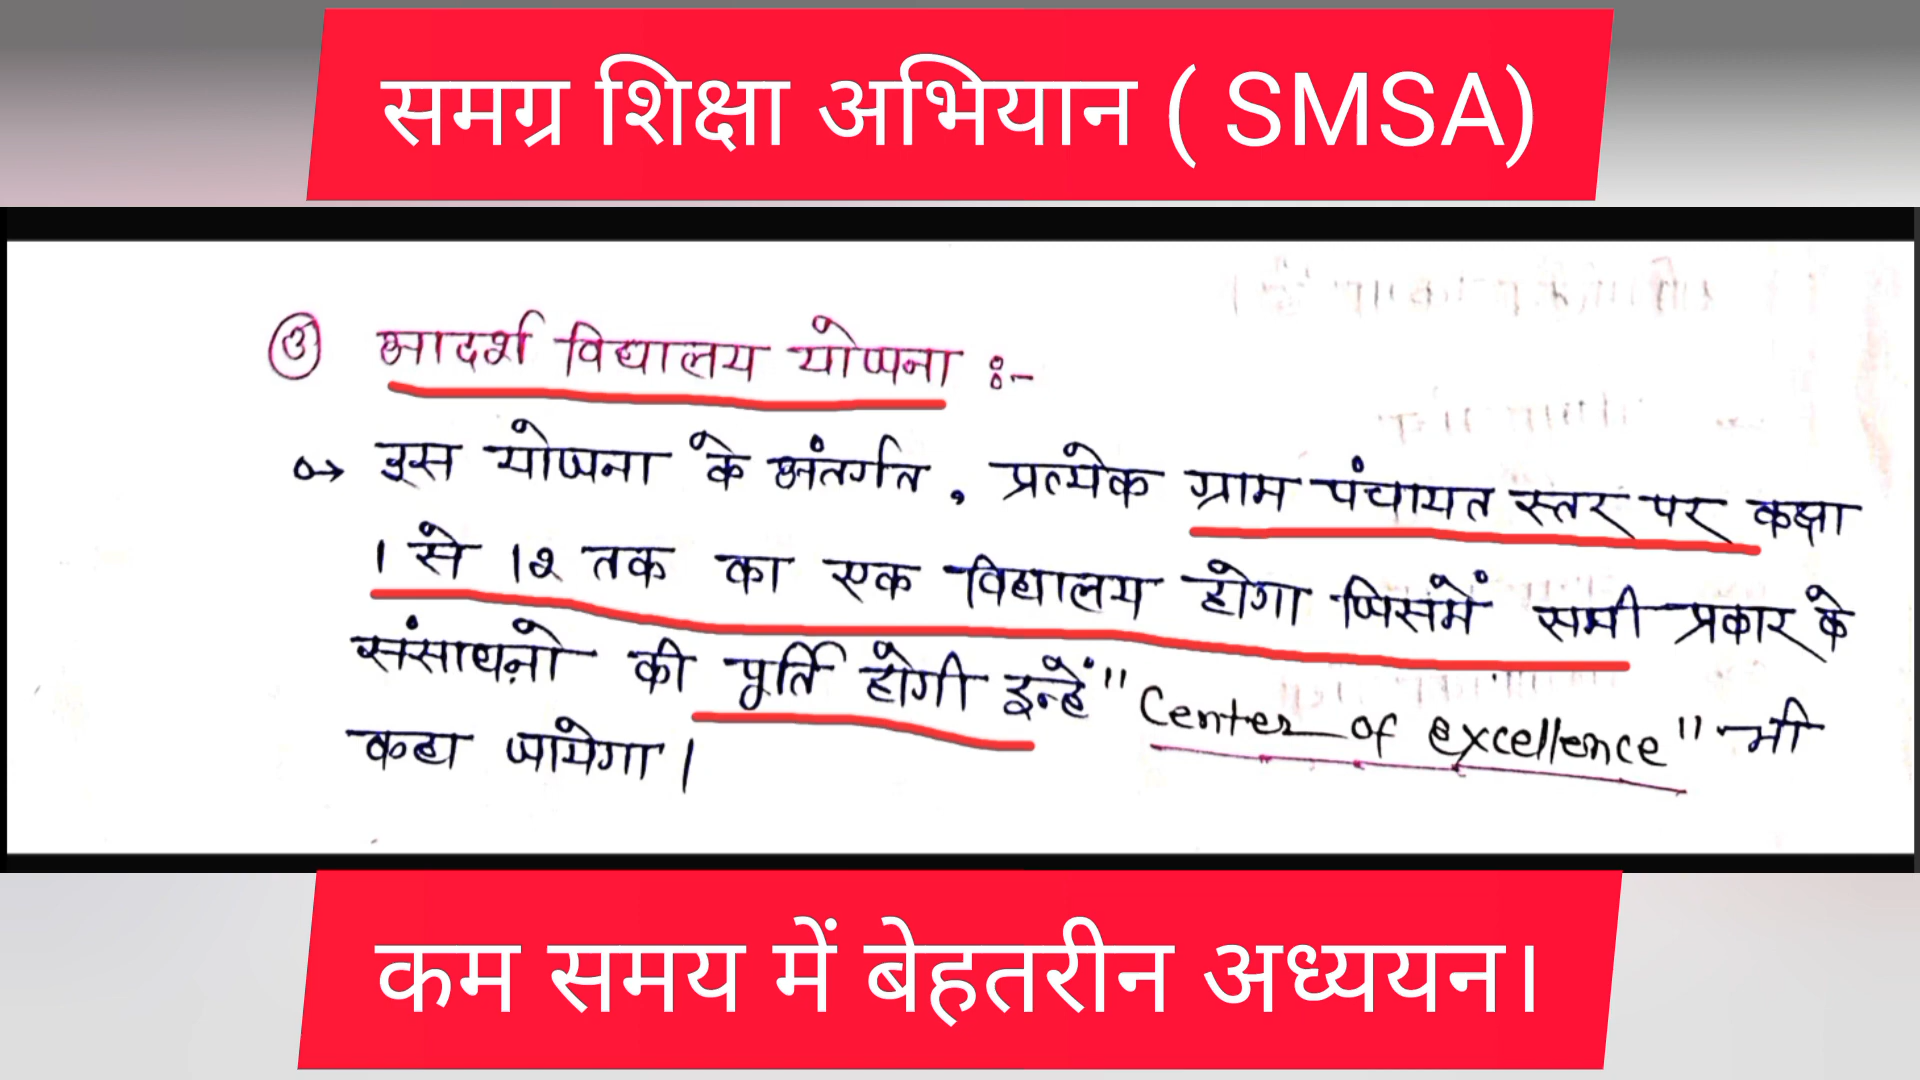 समग्र शिक्षा अभियान ( SMSA)
③ आदर्श विद्यालय योजना :-
→ इस योजना के अंतर्गत , प्रत्येक ग्राम पंचायत स्तर पर कक्षा
1 से 12 तक का एक विद्यालय होगा जिसमें सभी प्रकार के
संसाधनो की पूर्ति होगी इन्हें "Center of excellence" भी
कहा जायेगा।
कम समय में बेहतरीन अध्ययन।